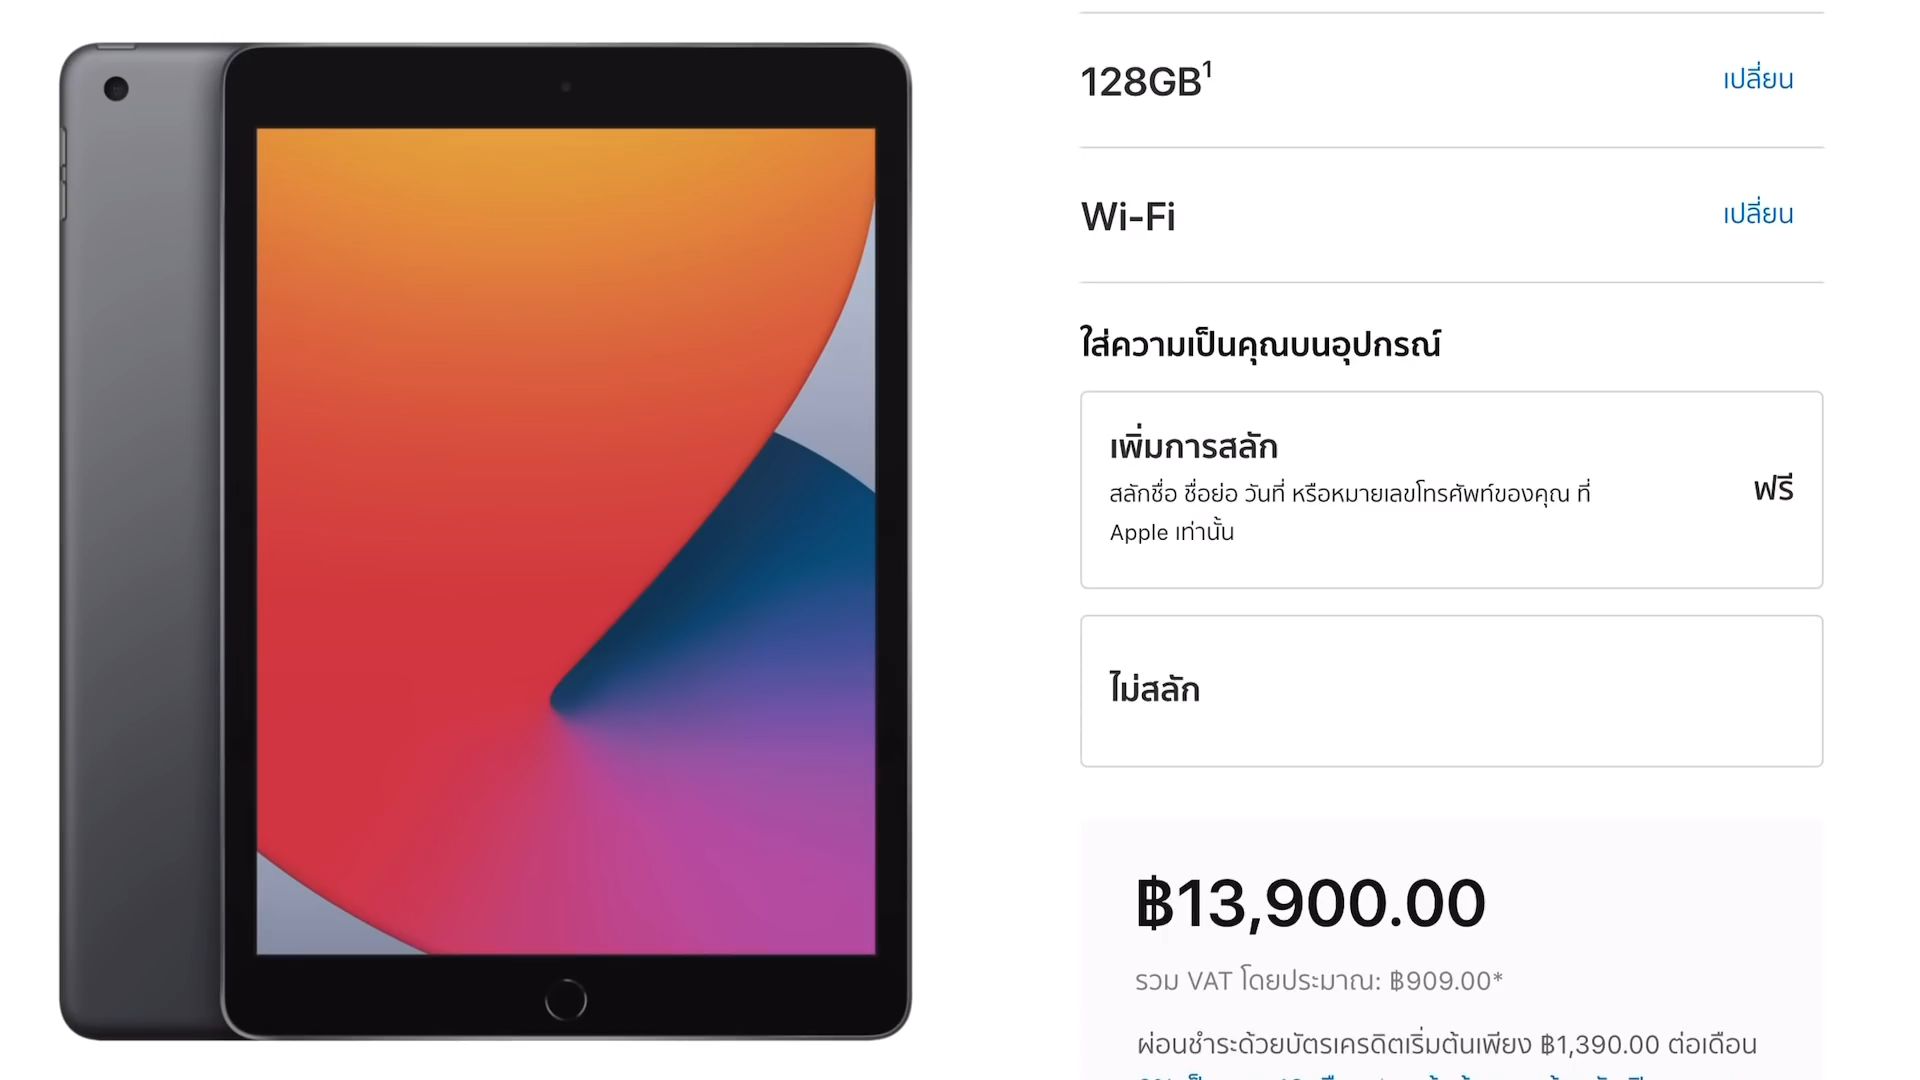 128GB¹
เปลี่ยน
Wi-Fi
เปลี่ยน
ใส่ความเป็นคุณบนอุปกรณ์
เพิ่มการสลัก
สลักชื่อ ชื่อย่อ วันที่ หรือหมายเลขโทรศัพท์ของคุณ ที่
Apple เท่านั้น
ฟรี
ไม่สลัก
฿13,900.00
รวม VAT โดยประมาณ: ฿909.00*
ผ่อนชำระด้วยบัตรเครดิตเริ่มต้นเพียง ฿1,390.00 ต่อเดือน